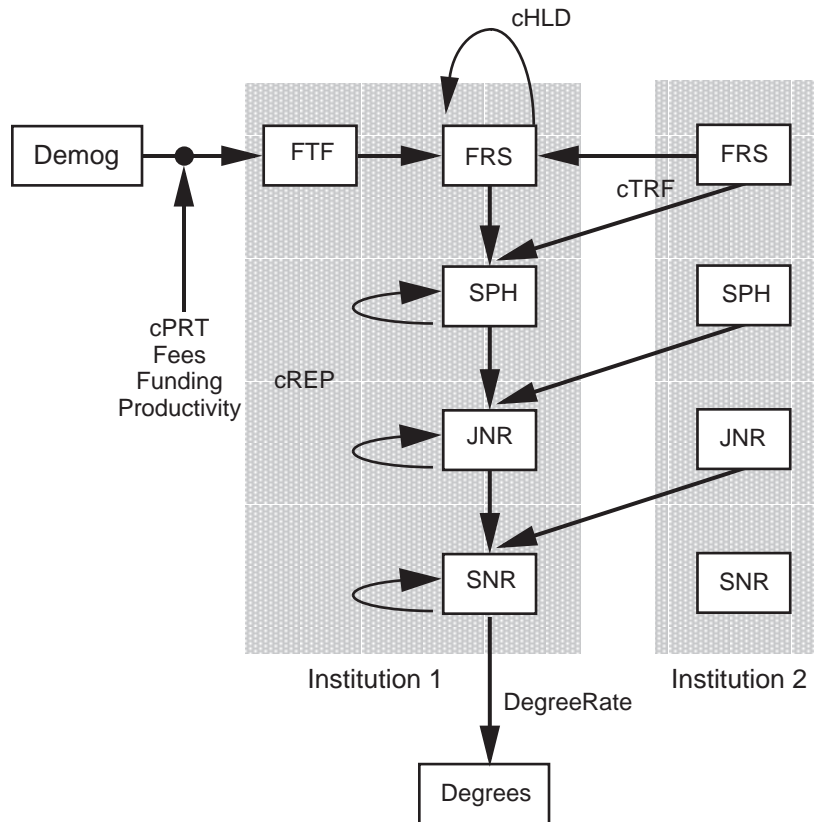 cHLD
Demog
FTF
FRS
FRS
cTRF
SPH
SPH
cPRT
Fees
Funding
Productivity
cREP
JNR
JNR
SNR
SNR
Institution 1
Institution 2
DegreeRate
Degrees